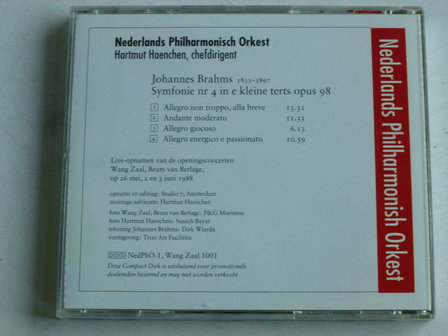 Nederlands Philharmonisch Orkest
Hartmut Haenchen, chefdirigent
Johannes Brahms 1833-1897
Symfonie nr 4 in e kleine terts opus 98
1 Allegro non troppo, alla breve 13.31
2 Andante moderato 11.33
3 Allegro giocoso 6.13
4 Allegro energico e passionato 10.59
Live-opnamen van de openingsconcerten
Wang Zaal, Beurs van Berlage,
op 26 mei, 2 en 3 juni 1988
opname en editing: Studio 7, Amsterdam
montage-adviezen: Hartmut Haenchen
foto Wang Zaal, Beurs van Berlage: P&G Morisson
foto Hartmut Haenchen: Susech Bayat
tekening Johannes Brahms: Dirk Wiarda
vormgeving: Trias Art Facilities
DDD NedPhO-1, Wang Zaal 1001
Deze Compact Disk is uitsluitend voor promotionele
doeleinden bestemd en mag niet worden verkocht
Nederlands Philharmonish Orkest